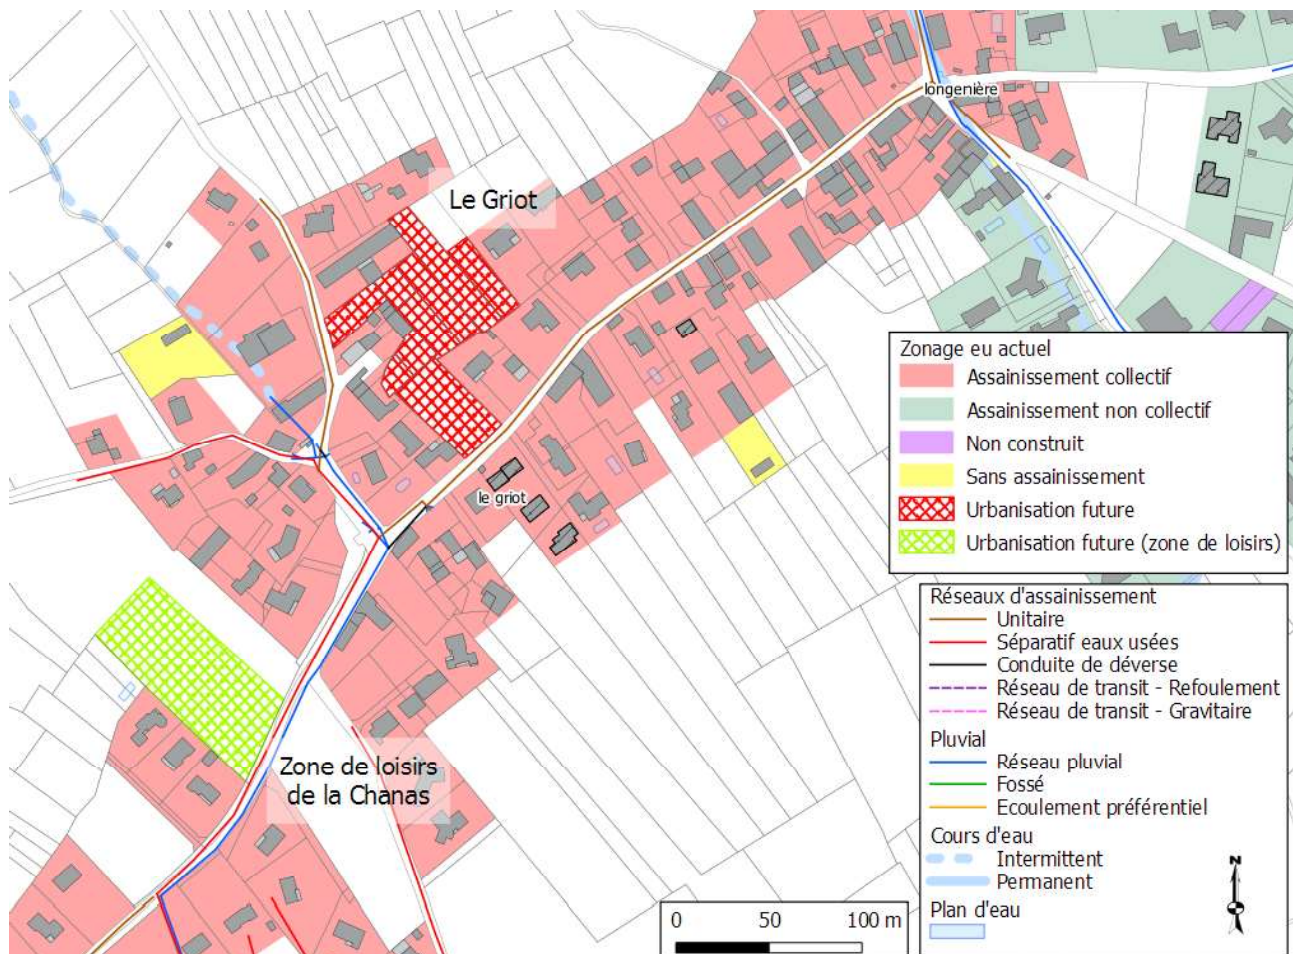 longenière
Le Griot
le griot
Zone de loisirs
de la Chanas
Zonage eu actuel
Assainissement collectif
Assainissement non collectif
Non construit
Sans assainissement
Urbanisation future
Urbanisation future (zone de loisirs)
Réseaux d'assainissement
Unitaire
Séparatif eaux usées
Conduite de déverse
Réseau de transit - Refoulement
Réseau de transit - Gravitaire
Pluvial
Réseau pluvial
Fossé
Ecoulement préférentiel
Cours d'eau
Intermittent
Permanent
Plan d'eau
N
0 50 100 m